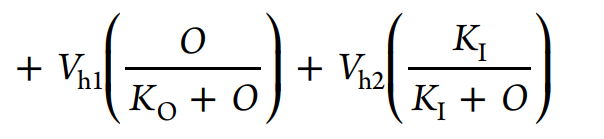 + V_h1 (O / (K_O + O)) + V_h2 (K_I / (K_I + O))